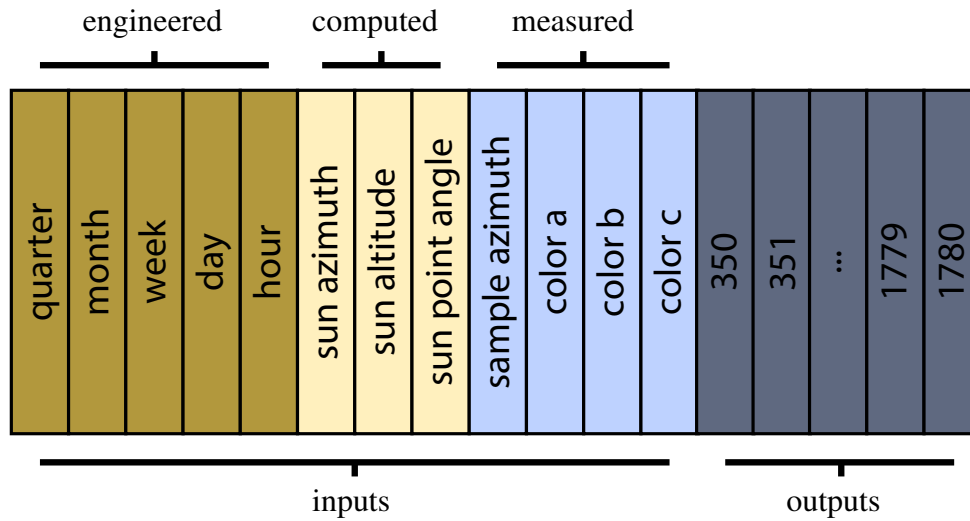 engineered computed measured
quarter
month
week
day
hour
sun azimuth
sun altitude
sun point angle
sample azimuth
color a
color b
color c
350
351
...
1779
1780
inputs outputs